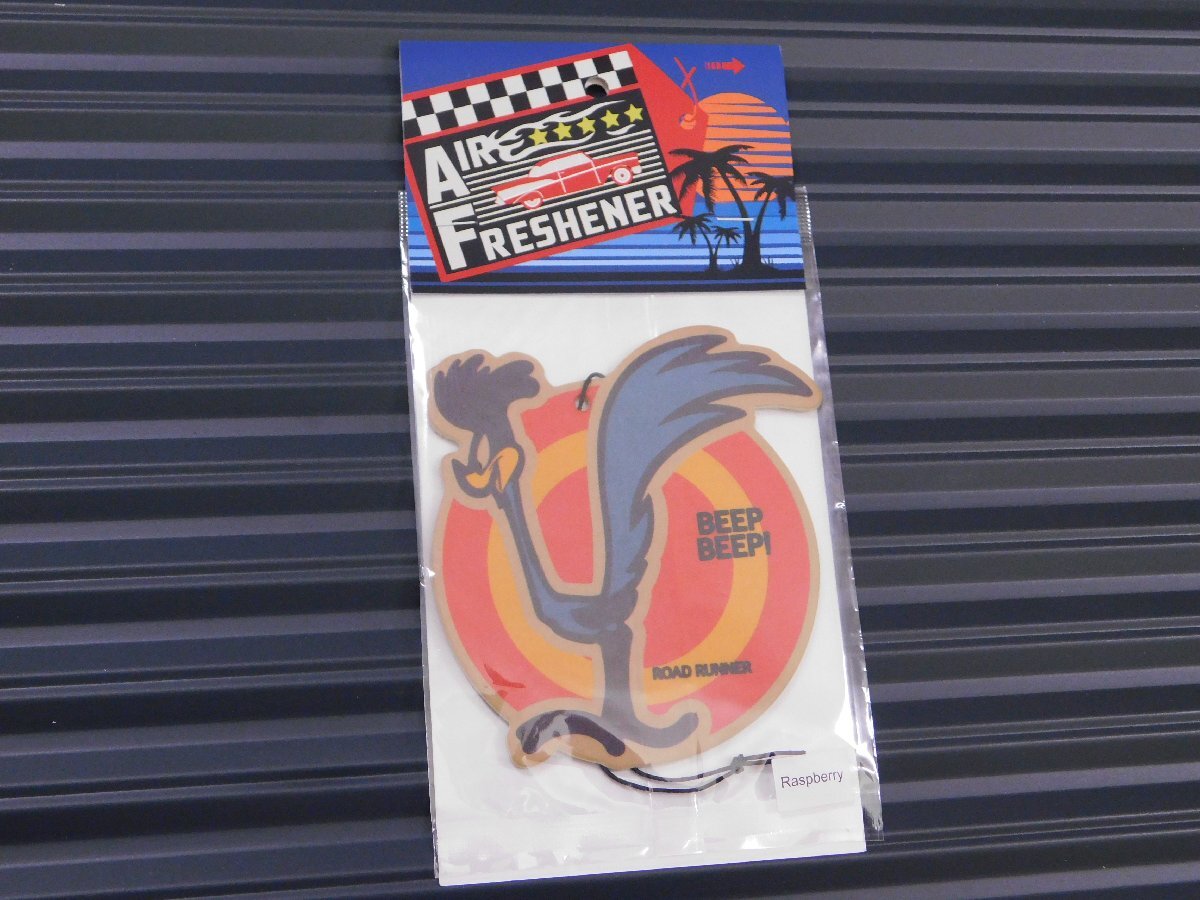 AIR
FRESHENER
BEEP
BEEP!
ROAD RUNNER
Raspberry